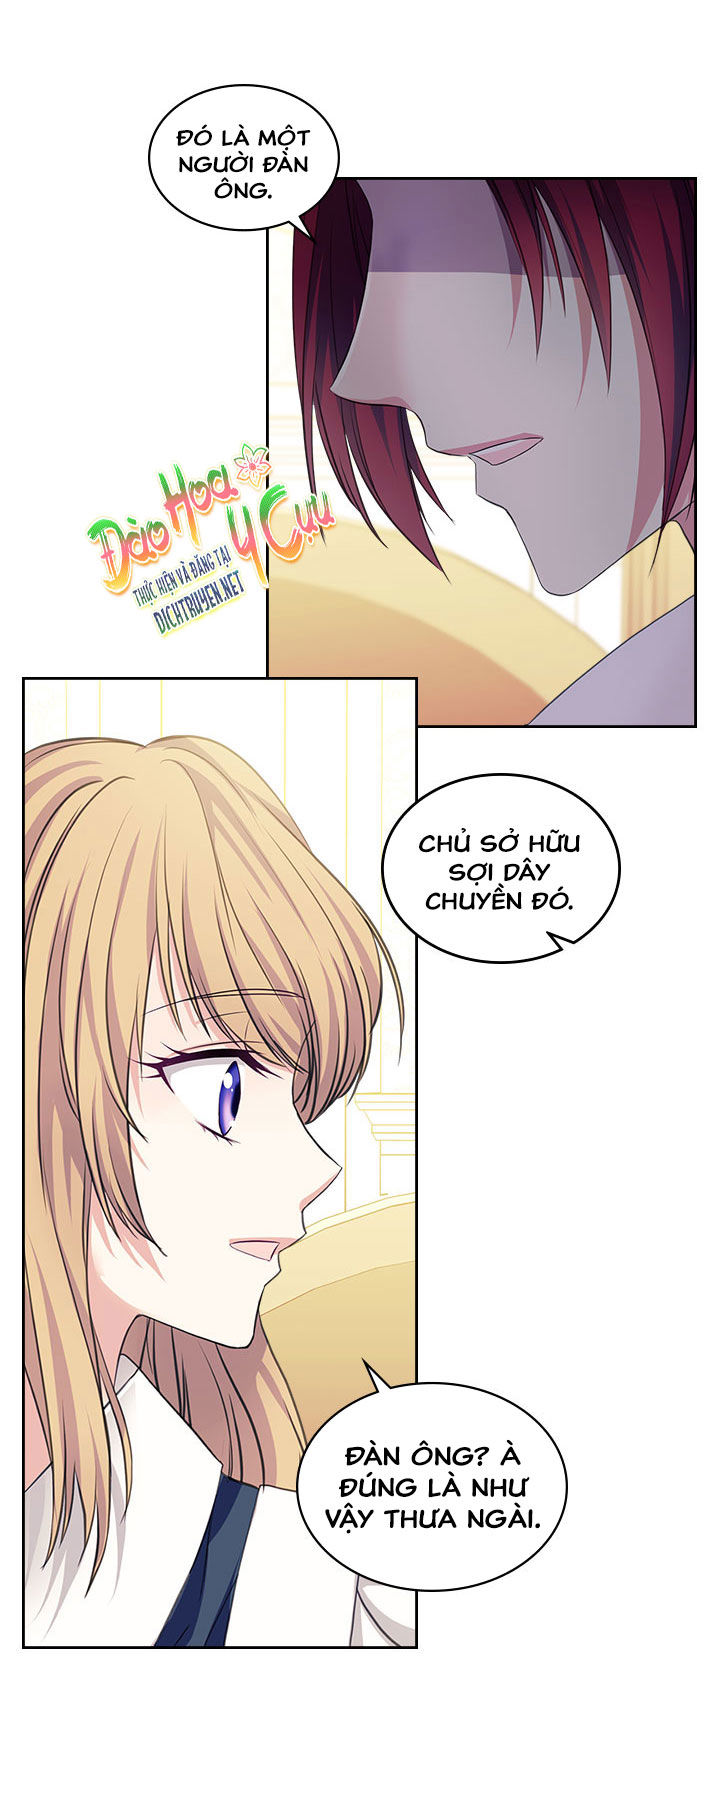 ĐÓ LÀ MỘT
NGƯỜI ĐÀN
ÔNG.
Đào Hoa
Y Cựu
THỰC HIỆN VÀ ĐĂNG TẠI
DICHTRUYEN.NET
CHỦ SỞ HỮU
SỢI DÂY
CHUYỀN ĐÓ.
ĐÀN ÔNG? À
ĐÚNG LÀ NHƯ
VẬY THƯA NGÀI.